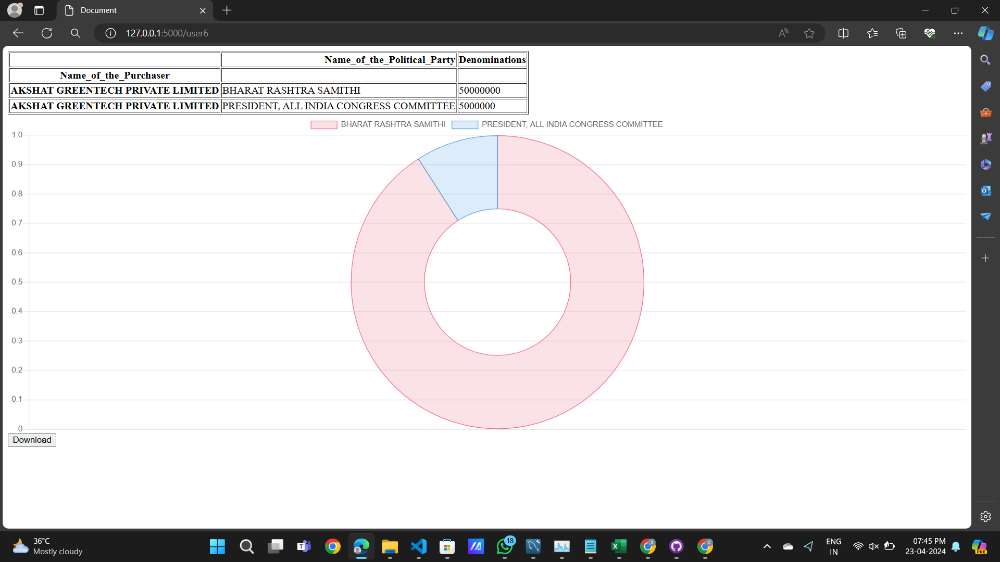 Document
127.0.0.1:5000/user6
Name_of_the_Political_Party Denominations
Name_of_the_Purchaser
AKSHAT GREENTECH PRIVATE LIMITED BHARAT RASHTRA SAMITHI 50000000
AKSHAT GREENTECH PRIVATE LIMITED PRESIDENT, ALL INDIA CONGRESS COMMITTEE 5000000
BHARAT RASHTRA SAMITHI PRESIDENT, ALL INDIA CONGRESS COMMITTEE
1.0
0.9
0.8
0.7
0.6
0.5
0.4
0.3
0.2
0.1
0
Download
36°C
Mostly cloudy
18
S
C
ENG
IN
07:45 PM
23-04-2024
PRE